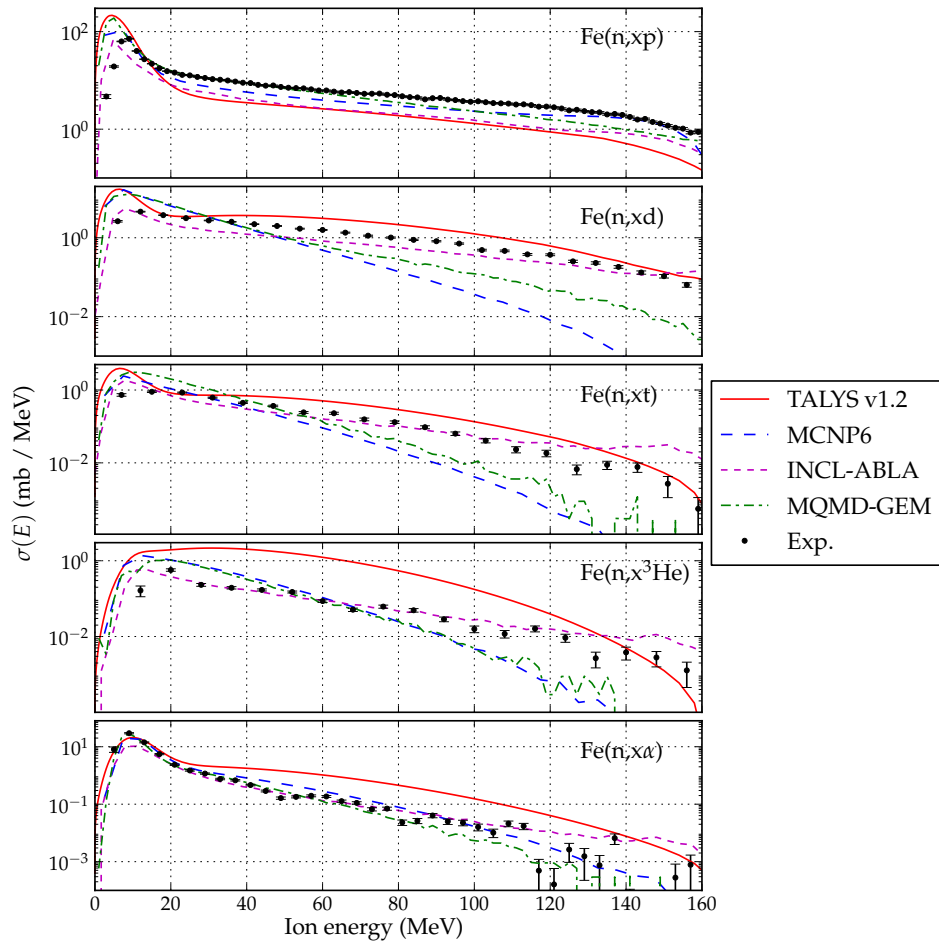 10²
10⁰
Fe(n,xp)
10⁰
10⁻²
Fe(n,xd)
10⁰
10⁻²
Fe(n,xt)
10⁰
10⁻²
Fe(n,x³He)
10¹
10⁻¹
10⁻³
Fe(n,xα)
0 20 40 60 80 100 120 140 160
Ion energy (MeV)
σ(E) (mb / MeV)
TALYS v1.2
MCNP6
INCL-ABLA
MQMD-GEM
Exp.